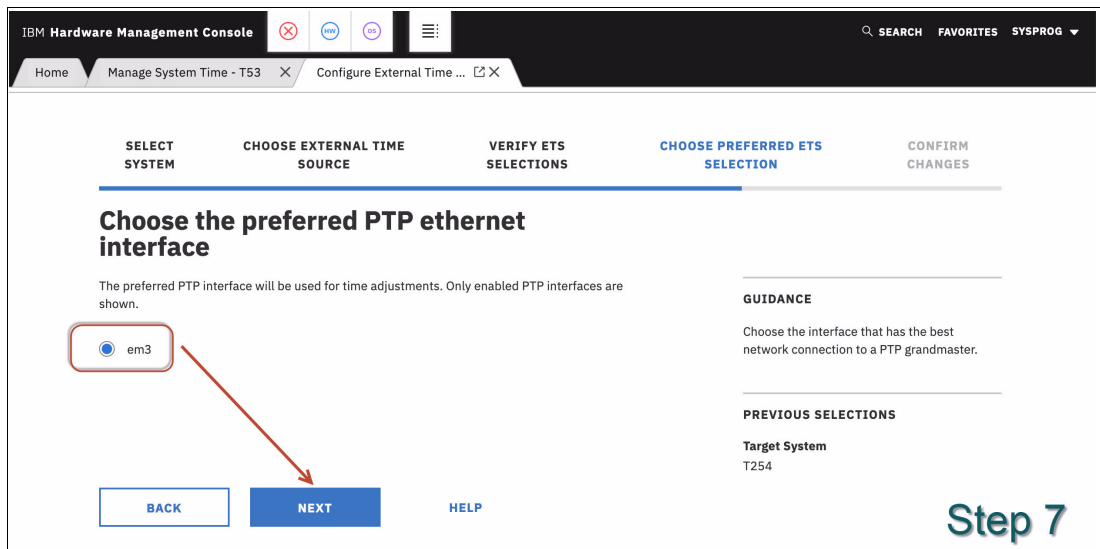 IBM Hardware Management Console
HW
OS
SEARCH FAVORITES SYSPROG
Home
Manage System Time - T53
Configure External Time ...
SELECT
SYSTEM
CHOOSE EXTERNAL TIME
SOURCE
VERIFY ETS
SELECTIONS
CHOOSE PREFERRED ETS
SELECTION
CONFIRM
CHANGES
Choose the preferred PTP ethernet
interface
The preferred PTP interface will be used for time adjustments. Only enabled PTP interfaces are
shown.
em3
GUIDANCE
Choose the interface that has the best
network connection to a PTP grandmaster.
PREVIOUS SELECTIONS
Target System
T254
BACK
NEXT
HELP
Step 7